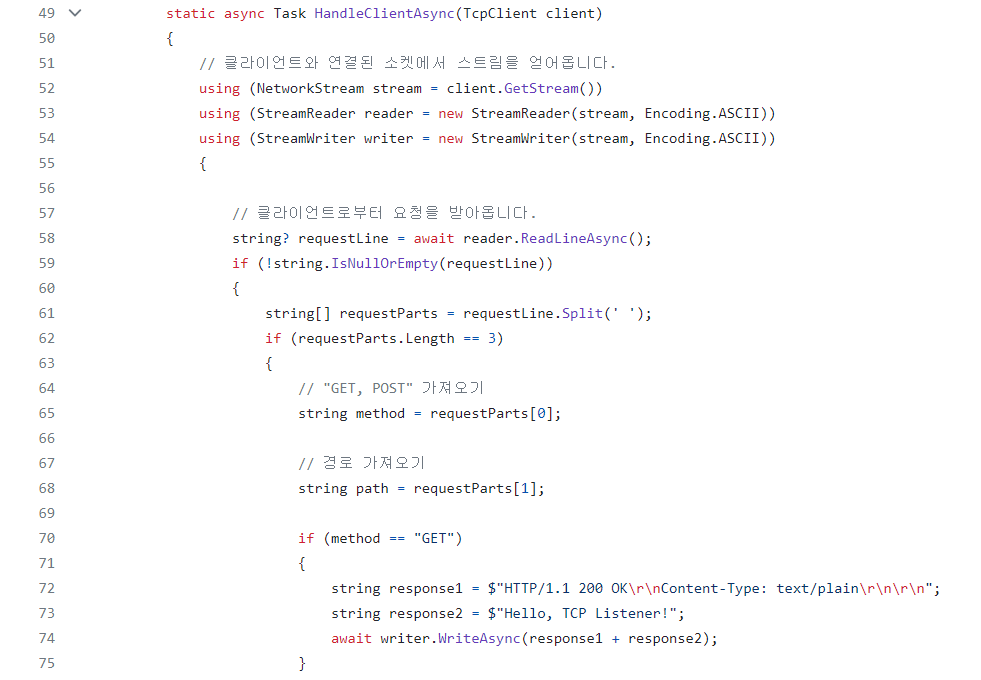 49 static async Task HandleClientAsync(TcpClient client)
50 {
51 // 클라이언트와 연결된 소켓에서 스트림을 얻어옵니다.
52 using (NetworkStream stream = client.GetStream())
53 using (StreamReader reader = new StreamReader(stream, Encoding.ASCII))
54 using (StreamWriter writer = new StreamWriter(stream, Encoding.ASCII))
55 {
56
57 // 클라이언트로부터 요청을 받아옵니다.
58 string? requestLine = await reader.ReadLineAsync();
59 if (!string.IsNullOrEmpty(requestLine))
60 {
61 string[] requestParts = requestLine.Split(' ');
62 if (requestParts.Length == 3)
63 {
64 // "GET, POST" 가져오기
65 string method = requestParts[0];
66
67 // 경로 가져오기
68 string path = requestParts[1];
69
70 if (method == "GET")
71 {
72 string response1 = $"HTTP/1.1 200 OK\r\nContent-Type: text/plain\r\n\r\n";
73 string response2 = $"Hello, TCP Listener!";
74 await writer.WriteAsync(response1 + response2);
75 }